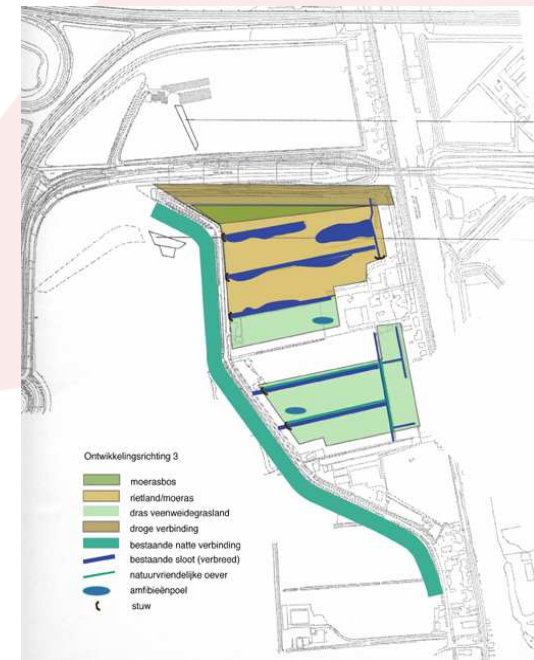 Ontwikkelingsrichting 3
moerasbos
rietland/moeras
dras veenweidegrasland
droge verbinding
bestaande natte verbinding
bestaande sloot (verbreed)
natuurvriendelijke oever
amfibieënpoel
stuw